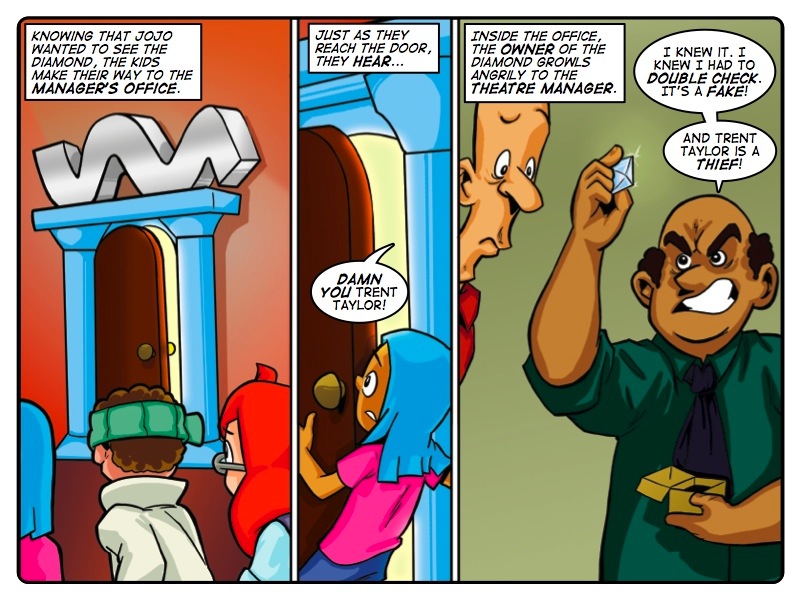 KNOWING THAT JOJO
WANTED TO SEE THE
DIAMOND, THE KIDS
MAKE THEIR WAY TO THE
MANAGER'S OFFICE.
JUST AS THEY
REACH THE DOOR,
THEY HEAR...
DAMN
YOU TRENT
TAYLOR!
INSIDE THE OFFICE,
THE OWNER OF THE
DIAMOND GROWLS
ANGRILY TO THE
THEATRE MANAGER.
I KNEW IT. I
KNEW I HAD TO
DOUBLE CHECK.
IT'S A FAKE!
AND TRENT
TAYLOR IS A
THIEF!